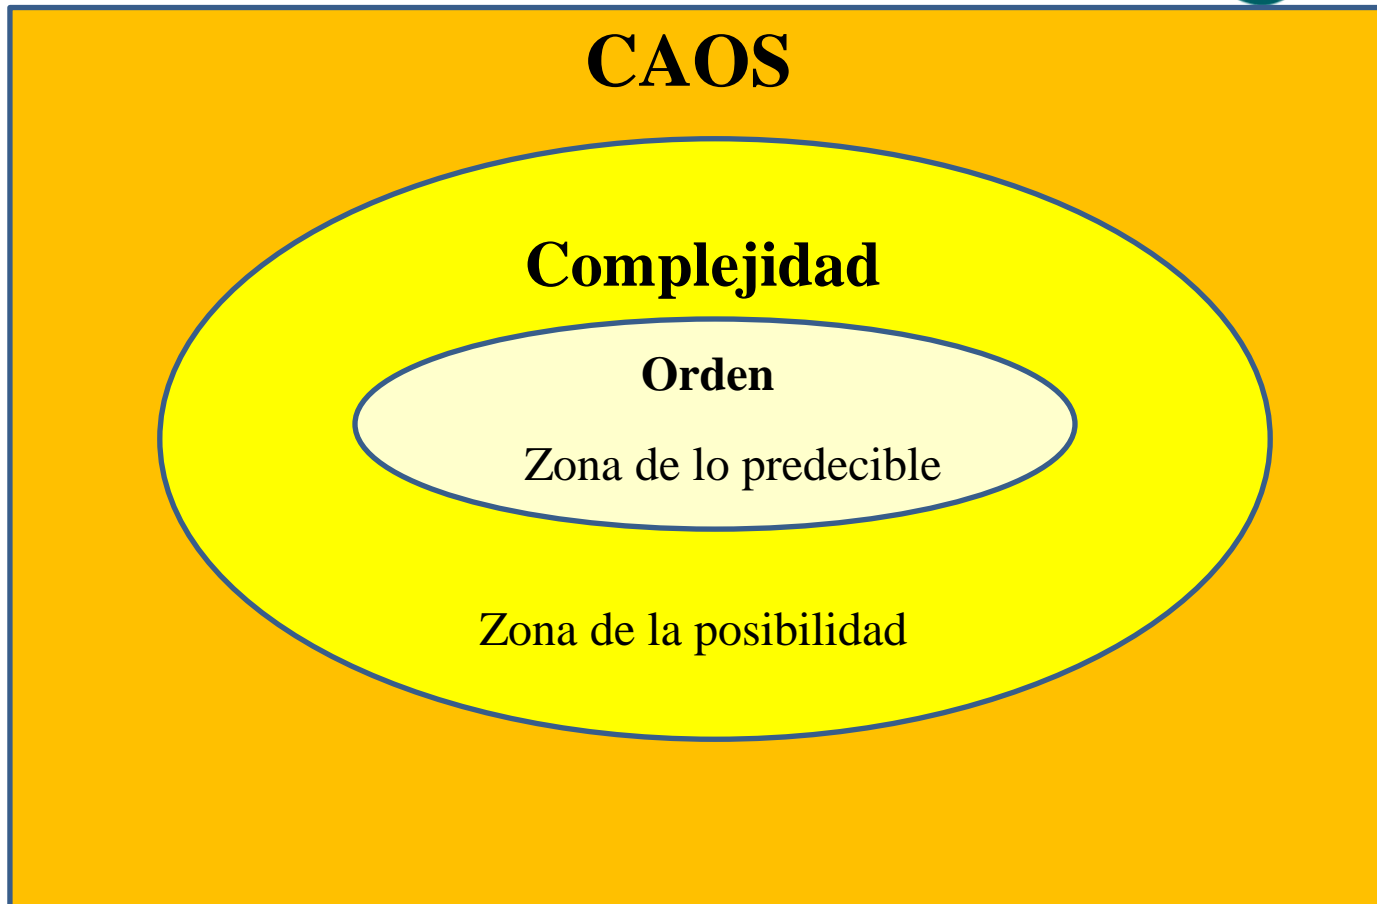 CAOS
Complejidad
Orden
Zona de lo predecible
Zona de la posibilidad